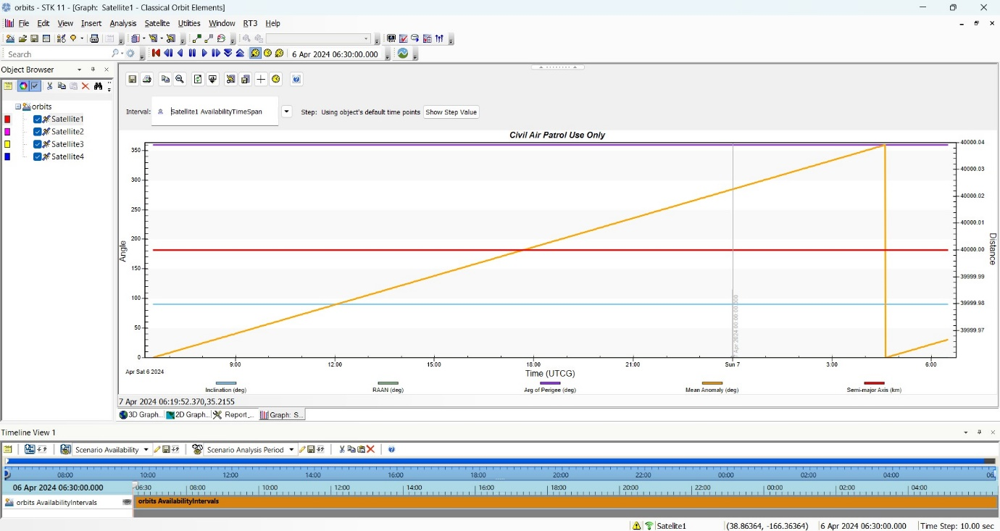 orbits - STK 11 - [Graph: Satellite1 - Classical Orbit Elements]
File Edit View Insert Analysis Satellite Utilities Window RT3 Help
Search
6 Apr 2024 06:30:00.000
Object Browser
orbits
Satellite1
Satellite2
Satellite3
Satellite4
Interval: Satellite1 AvailabilityTimeSpan Step: Using object's default time points Show Step Value
Civil Air Patrol Use Only
350
300
250
200
150
100
50
0
Angle
40000.04
40000.03
40000.02
40000.01
40000.00
39999.99
39999.98
39999.97
Distance
9:00 12:00 15:00 18:00 21:00 Sun 7 3:00 6:00
Apr Sat 6 2024
Time (UTCG)
Inclination (deg) RAAN (deg) Arg of Perigee (deg) Mean Anomaly (deg) Semi-major Axis (km)
7 Apr 2024 06:19:52.370,35.2155
3D Graph... 2D Graph... Report ... Graph: S...
Timeline View 1
Scenario Availability Scenario Analysis Period
08:00 10:00 12:00 14:00 16:00 18:00 20:00 22:00 00:00 02:00 04:00 06:
06 Apr 2024 06:30:00.000 06:30 08:00 10:00 12:00 14:00 16:00 18:00 20:00 22:00 00:00 02:00 04:00
orbits AvailabilityIntervals orbits AvailabilityIntervals
Satellite1 (38.86364, -166.36364) 6 Apr 2024 06:30:00.000 Time Step: 10.00 sec